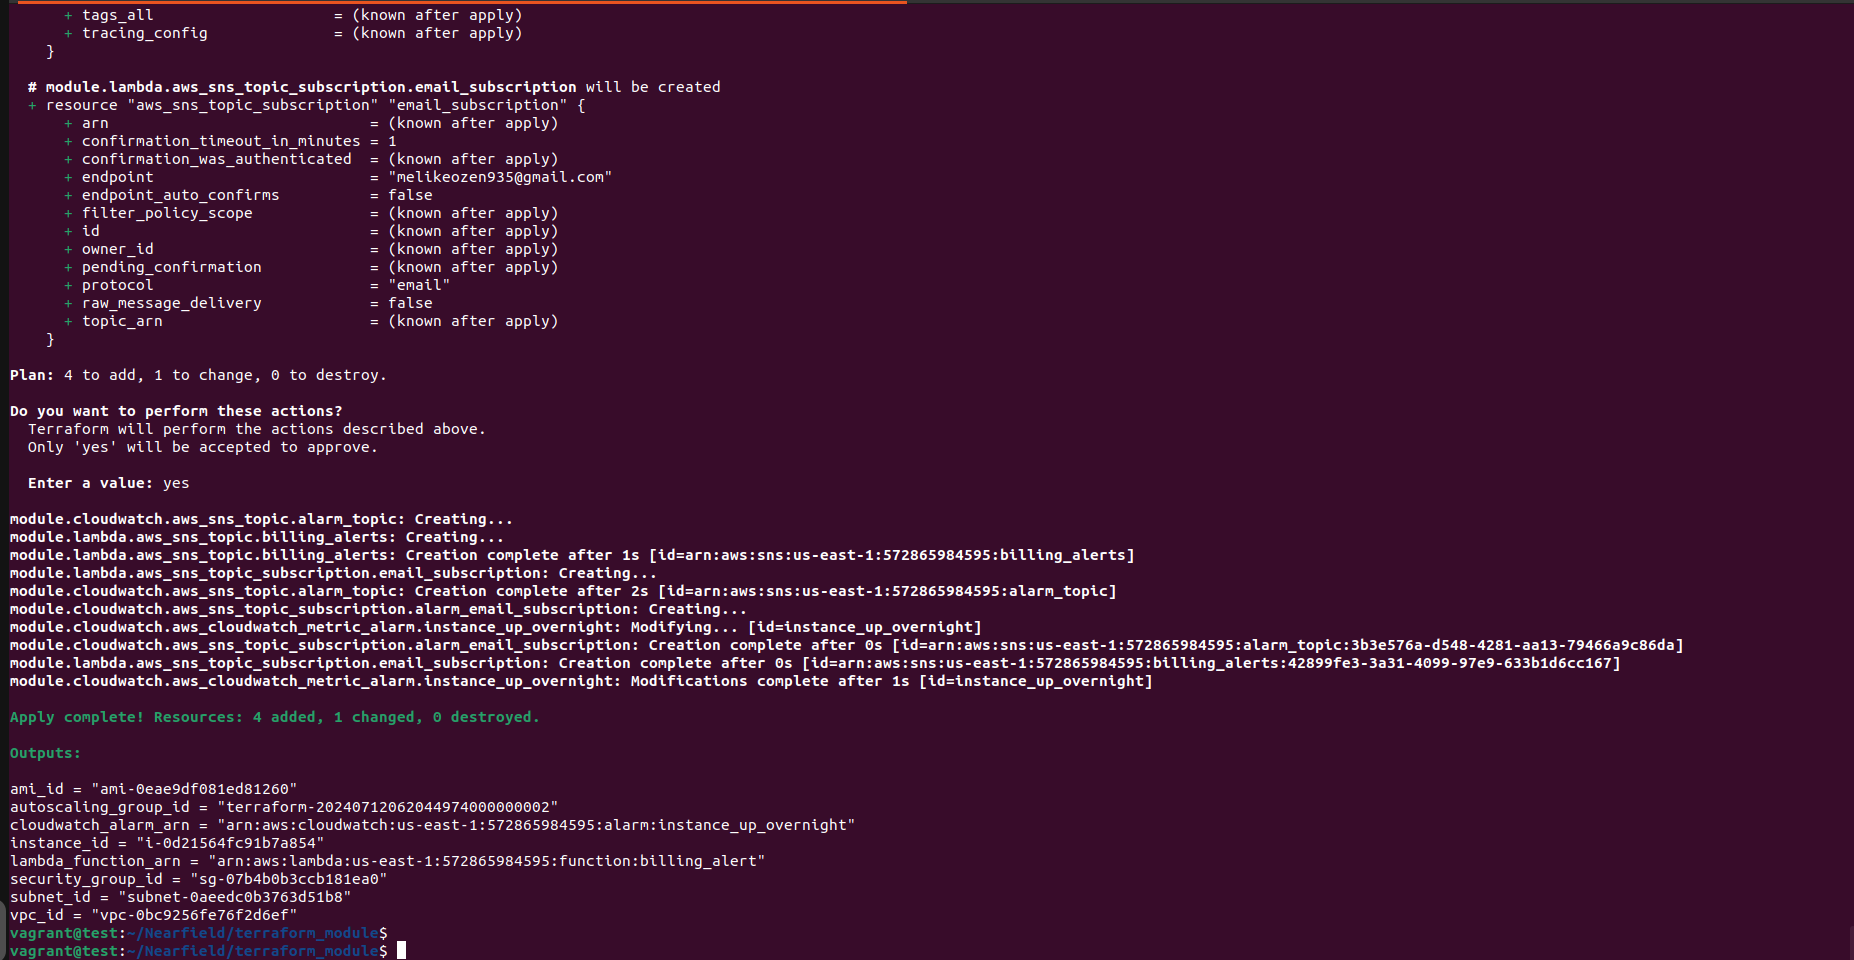 + tags_all = (known after apply)
+ tracing_config = (known after apply)
}
# module.lambda.aws_sns_topic_subscription.email_subscription will be created
+ resource "aws_sns_topic_subscription" "email_subscription" {
+ arn = (known after apply)
+ confirmation_timeout_in_minutes = 1
+ confirmation_was_authenticated = (known after apply)
+ endpoint = "melikeozen935@gmail.com"
+ endpoint_auto_confirms = false
+ filter_policy_scope = (known after apply)
+ id = (known after apply)
+ owner_id = (known after apply)
+ pending_confirmation = (known after apply)
+ protocol = "email"
+ raw_message_delivery = false
+ topic_arn = (known after apply)
}
Plan: 4 to add, 1 to change, 0 to destroy.
Do you want to perform these actions?
Terraform will perform the actions described above.
Only 'yes' will be accepted to approve.
Enter a value: yes
module.cloudwatch.aws_sns_topic.alarm_topic: Creating...
module.lambda.aws_sns_topic.billing_alerts: Creating...
module.lambda.aws_sns_topic.billing_alerts: Creation complete after 1s [id=arn:aws:sns:us-east-1:572865984595:billing_alerts]
module.lambda.aws_sns_topic_subscription.email_subscription: Creating...
module.cloudwatch.aws_sns_topic.alarm_topic: Creation complete after 2s [id=arn:aws:sns:us-east-1:572865984595:alarm_topic]
module.cloudwatch.aws_sns_topic_subscription.alarm_email_subscription: Creating...
module.cloudwatch.aws_cloudwatch_metric_alarm.instance_up_overnight: Modifying... [id=instance_up_overnight]
module.cloudwatch.aws_sns_topic_subscription.alarm_email_subscription: Creation complete after 0s [id=arn:aws:sns:us-east-1:572865984595:alarm_topic:3b3e576a-d548-4281-aa13-79466a9c86da]
module.lambda.aws_sns_topic_subscription.email_subscription: Creation complete after 0s [id=arn:aws:sns:us-east-1:572865984595:billing_alerts:42899fe3-3a31-4099-97e9-633b1d6cc167]
module.cloudwatch.aws_cloudwatch_metric_alarm.instance_up_overnight: Modifications complete after 1s [id=instance_up_overnight]
Apply complete! Resources: 4 added, 1 changed, 0 destroyed.
Outputs:
ami_id = "ami-0eae9df081ed81260"
autoscaling_group_id = "terraform-20240712062044974000000002"
cloudwatch_alarm_arn = "arn:aws:cloudwatch:us-east-1:572865984595:alarm:instance_up_overnight"
instance_id = "i-0d21564fc91b7a854"
lambda_function_arn = "arn:aws:lambda:us-east-1:572865984595:function:billing_alert"
security_group_id = "sg-07b4b0b3ccb181ea0"
subnet_id = "subnet-0aeedc0b3763d51b8"
vpc_id = "vpc-0bc9256fe76f2d6ef"
vagrant@test:~/Nearfield/terraform_module$
vagrant@test:~/Nearfield/terraform_module$